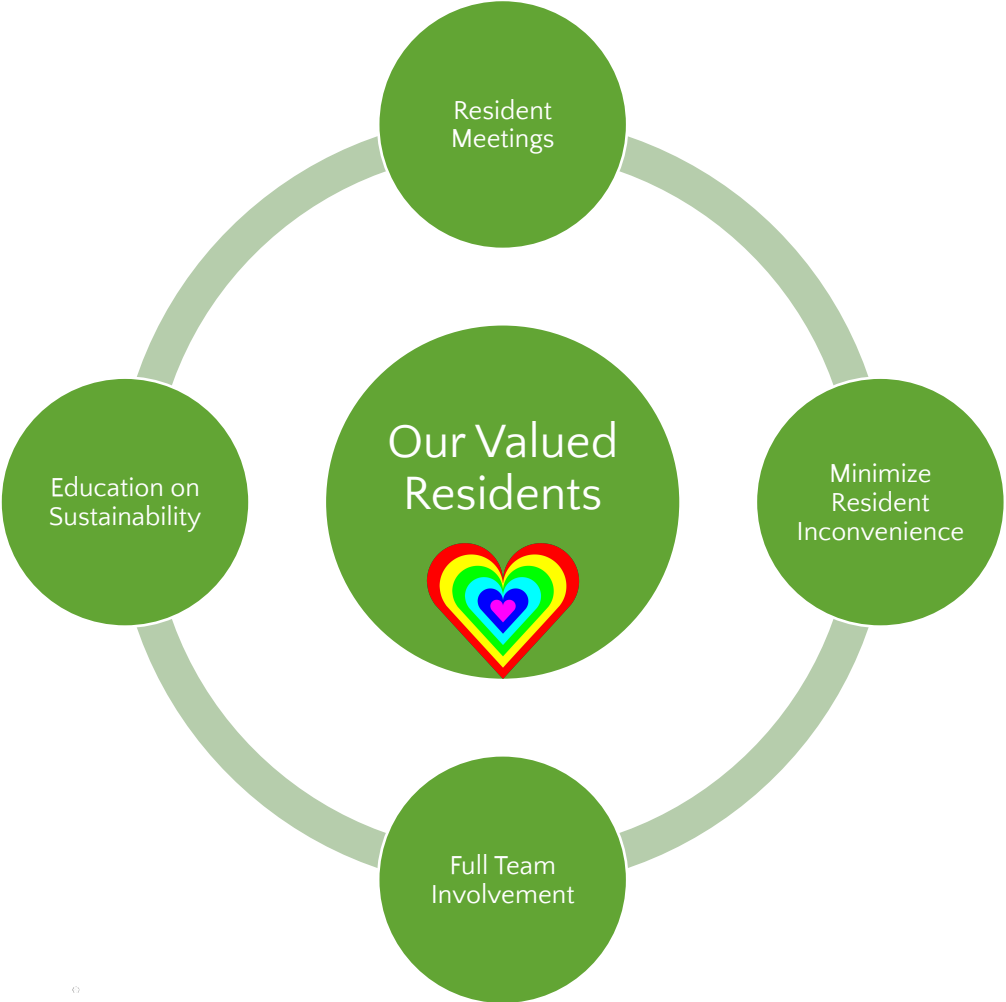 Resident
Meetings
Our Valued
Residents
Education on
Sustainability
Minimize
Resident
Inconvenience
Full Team
Involvement